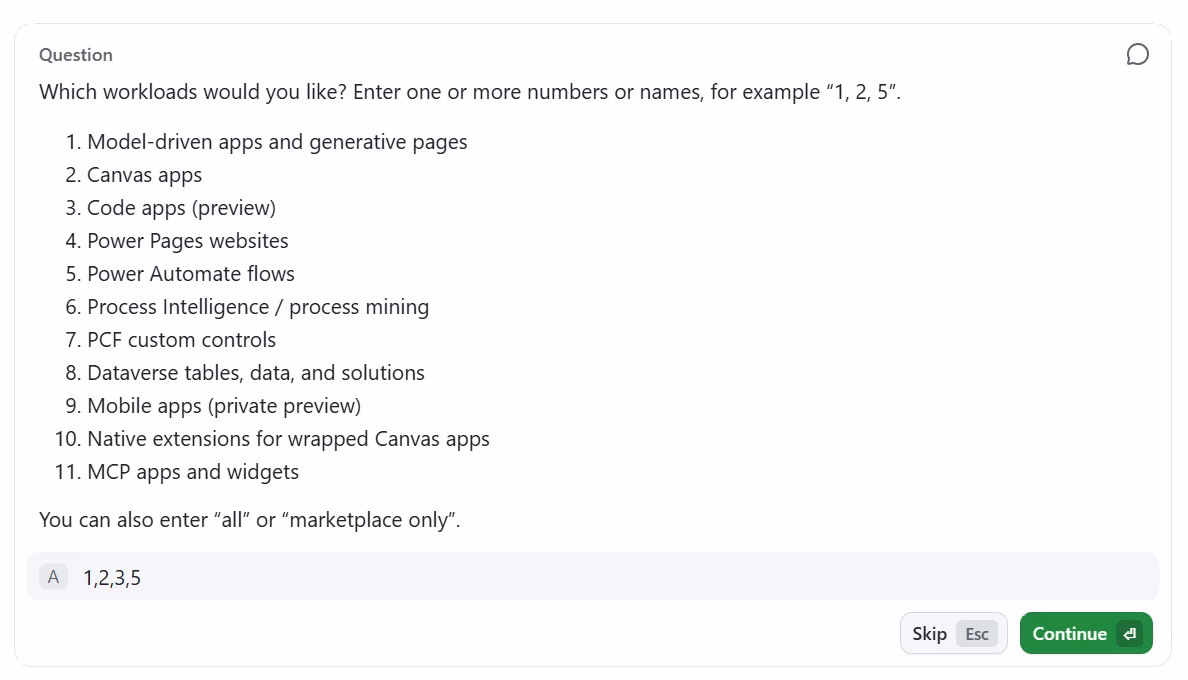 Question
Which workloads would you like? Enter one or more numbers or names, for example “1, 2, 5”.
1. Model-driven apps and generative pages
2. Canvas apps
3. Code apps (preview)
4. Power Pages websites
5. Power Automate flows
6. Process Intelligence / process mining
7. PCF custom controls
8. Dataverse tables, data, and solutions
9. Mobile apps (private preview)
10. Native extensions for wrapped Canvas apps
11. MCP apps and widgets
You can also enter “all” or “marketplace only”.
A 1,2,3,5
Skip Esc Continue ⏎